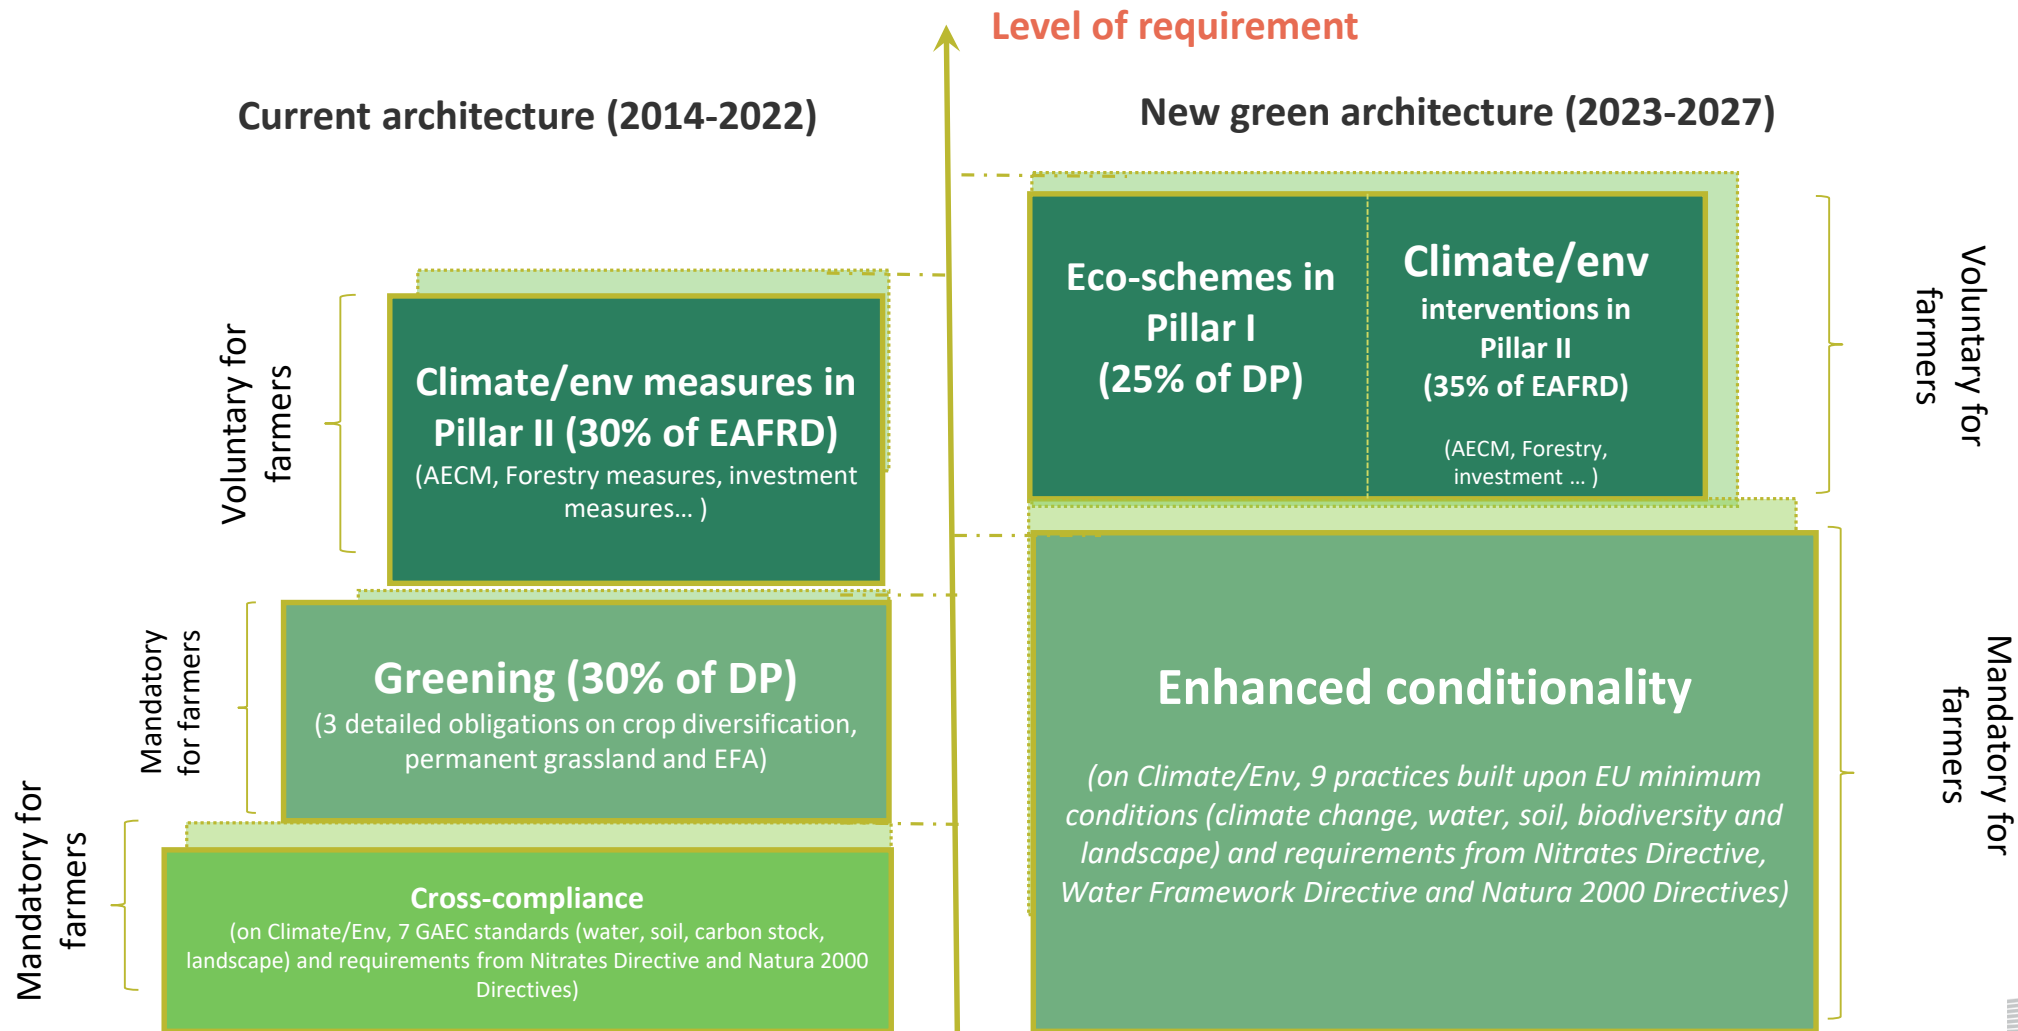 Level of requirement
Current architecture (2014-2022)
New green architecture (2023-2027)
Voluntary for
farmers
Climate/env measures in
Pillar II (30% of EAFRD)
(AECM, Forestry measures, investment
measures... )
Mandatory
for farmers
Greening (30% of DP)
(3 detailed obligations on crop diversification,
permanent grassland and EFA)
Mandatory for
farmers
Cross-compliance
(on Climate/Env, 7 GAEC standards (water, soil, carbon stock,
landscape) and requirements from Nitrates Directive and Natura 2000
Directives)
Eco-schemes in
Pillar I
(25% of DP)
Climate/env
interventions in
Pillar II
(35% of EAFRD)
(AECM, Forestry,
investment ... )
Voluntary for
farmers
Enhanced conditionality
(on Climate/Env, 9 practices built upon EU minimum
conditions (climate change, water, soil, biodiversity and
landscape) and requirements from Nitrates Directive,
Water Framework Directive and Natura 2000 Directives)
Mandatory for
farmers